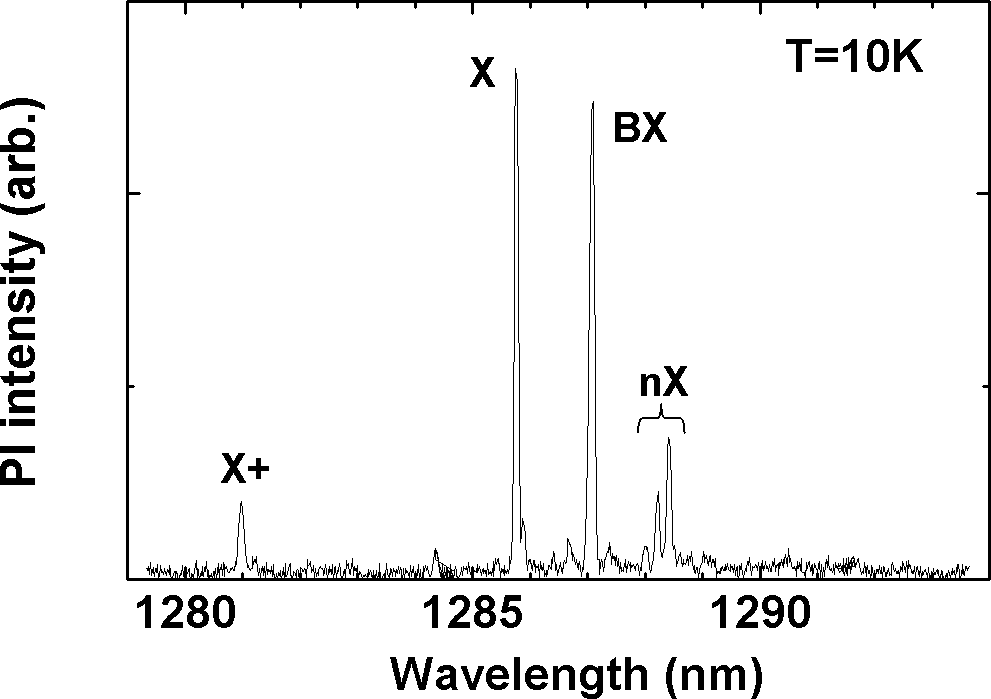 T=10K
X
BX
nX
X+
PI intensity (arb.)
1280 1285 1290
Wavelength (nm)